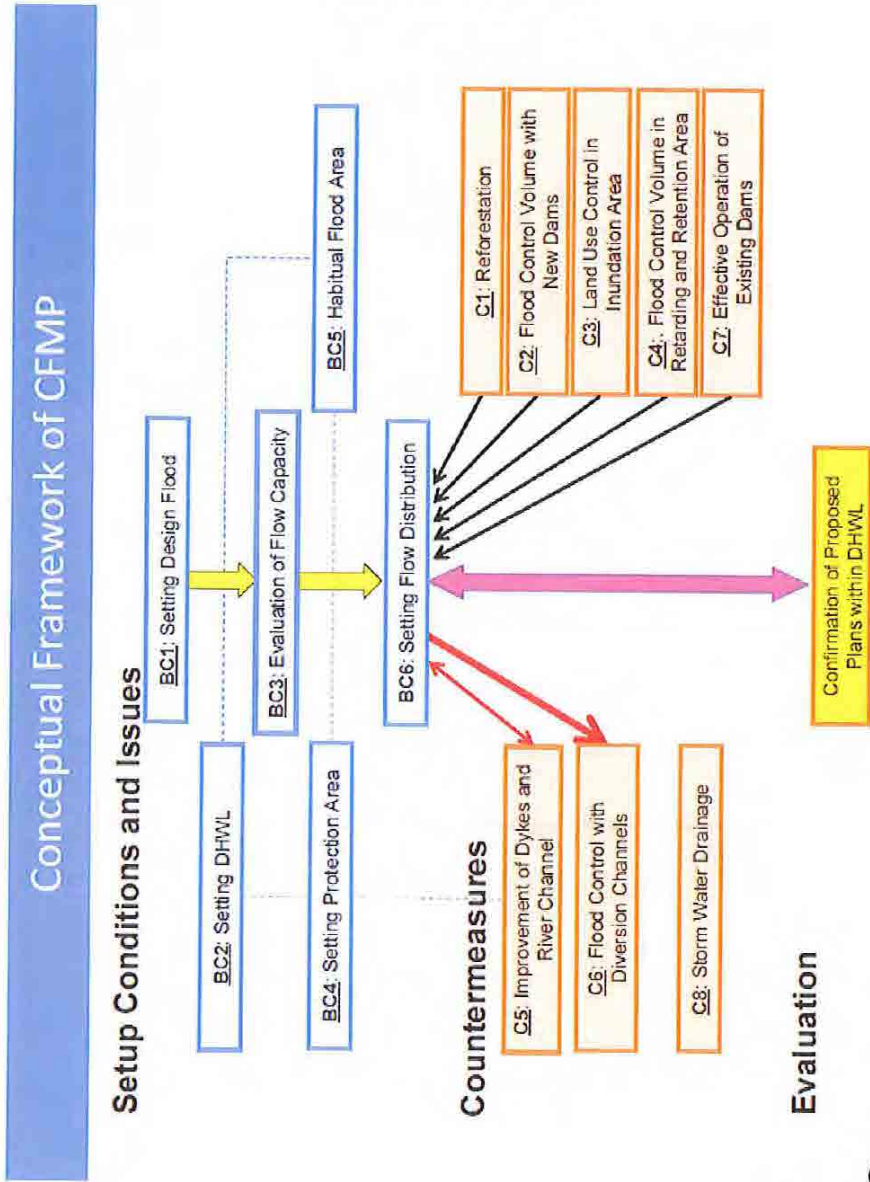 Conceptual Framework of CFMP
Setup Conditions and Issues
BC1: Setting Design Flood
BC2: Setting DHWL
BC3: Evaluation of Flow Capacity
BC4: Setting Protection Area
BC5: Habitual Flood Area
BC6: Setting Flow Distribution
Countermeasures
C5: Improvement of Dykes and
River Channel
C6: Flood Control with
Diversion Channels
C8: Storm Water Drainage
C1: Reforestation
C2: Flood Control Volume with
New Dams
C3: Land Use Control in
Inundation Area
C4:. Flood Control Volume in
Retarding and Retention Area
C7: Effective Operation of
Existing Dams
Evaluation
Confirmation of Proposed
Plans within DHWL